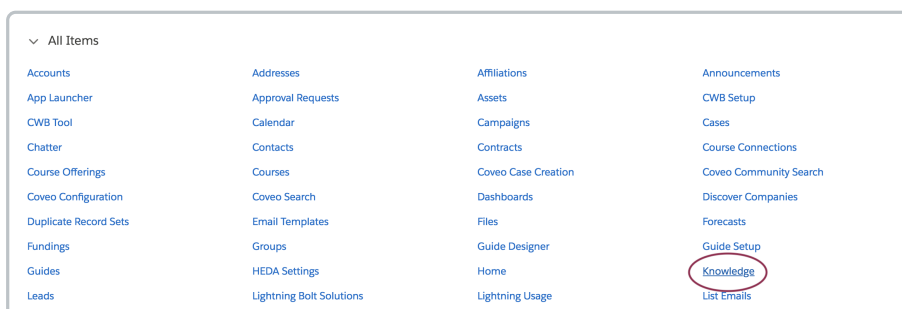 All Items
Accounts Addresses Affiliations Announcements
App Launcher Approval Requests Assets CWB Setup
CWB Tool Calendar Campaigns Cases
Chatter Contacts Contracts Course Connections
Course Offerings Courses Coveo Case Creation Coveo Community Search
Coveo Configuration Coveo Search Dashboards Discover Companies
Duplicate Record Sets Email Templates Files Forecasts
Fundings Groups Guide Designer Guide Setup
Guides HEDA Settings Home Knowledge
Leads Lightning Bolt Solutions Lightning Usage List Emails